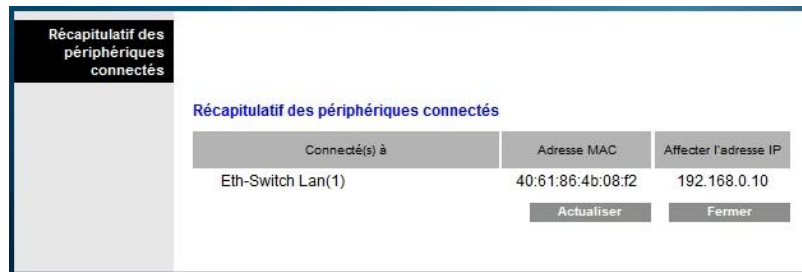 Récapitulatif des
périphériques
connectés
Récapitulatif des périphériques connectés
Connecté(s) à Adresse MAC Affecter l'adresse IP
Eth-Switch Lan(1) 40:61:86:4b:08:f2 192.168.0.10
Actualiser Fermer